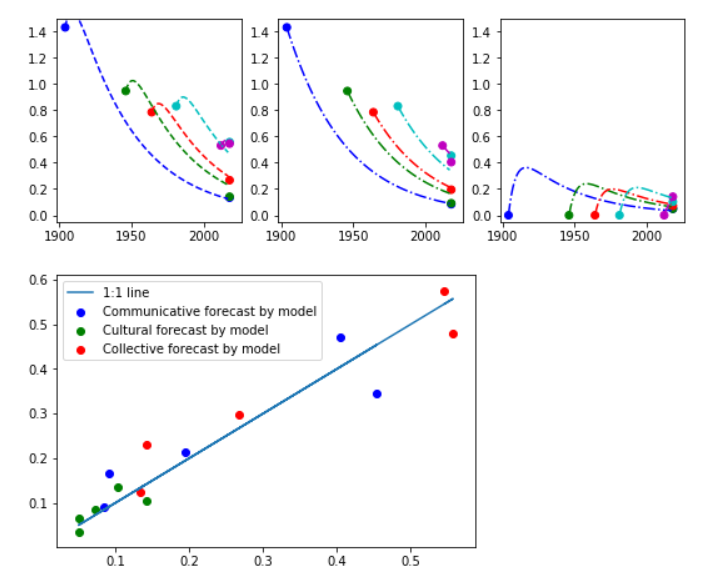 1.4 1.4 1.4
1.2 1.2 1.2
1.0 1.0 1.0
0.8 0.8 0.8
0.6 0.6 0.6
0.4 0.4 0.4
0.2 0.2 0.2
0.0 0.0 0.0
1900 1950 2000 1900 1950 2000 1900 1950 2000
0.6
1:1 line
Communicative forecast by model
Cultural forecast by model
Collective forecast by model
0.5
0.4
0.3
0.2
0.1
0.1 0.2 0.3 0.4 0.5